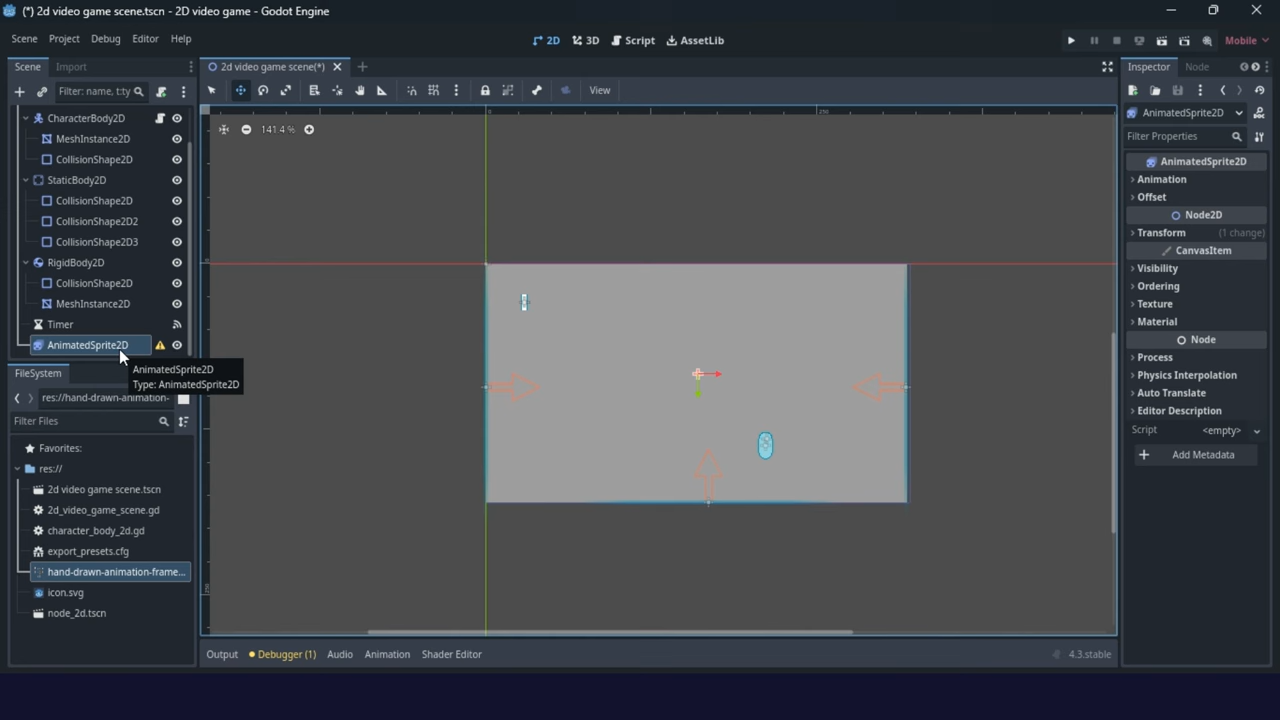 (*) 2d video game scene.tscn - 2D video game - Godot Engine
Scene Project Debug Editor Help
2D 3D Script AssetLib
Mobile
Scene Import
2d video game scene(*)
Inspector Node
Filter: name, t:ty
View
AnimatedSprite2D
Filter Properties
CharacterBody2D
MeshInstance2D
CollisionShape2D
StaticBody2D
CollisionShape2D
CollisionShape2D2
CollisionShape2D3
RigidBody2D
CollisionShape2D
MeshInstance2D
Timer
AnimatedSprite2D
AnimatedSprite2D
Type: AnimatedSprite2D
FileSystem
res://hand-drawn-animation-
Filter Files
Favorites:
res://
2d video game scene.tscn
2d_video_game_scene.gd
character_body_2d.gd
export_presets.cfg
hand-drawn-animation-frame...
icon.svg
node_2d.tscn
141.4 %
0
250
AnimatedSprite2D
Animation
Offset
Node2D
Transform (1 change)
CanvasItem
Visibility
Ordering
Texture
Material
Node
Process
Physics Interpolation
Auto Translate
Editor Description
Script <empty>
Add Metadata
Output Debugger (1) Audio Animation Shader Editor
4.3.stable